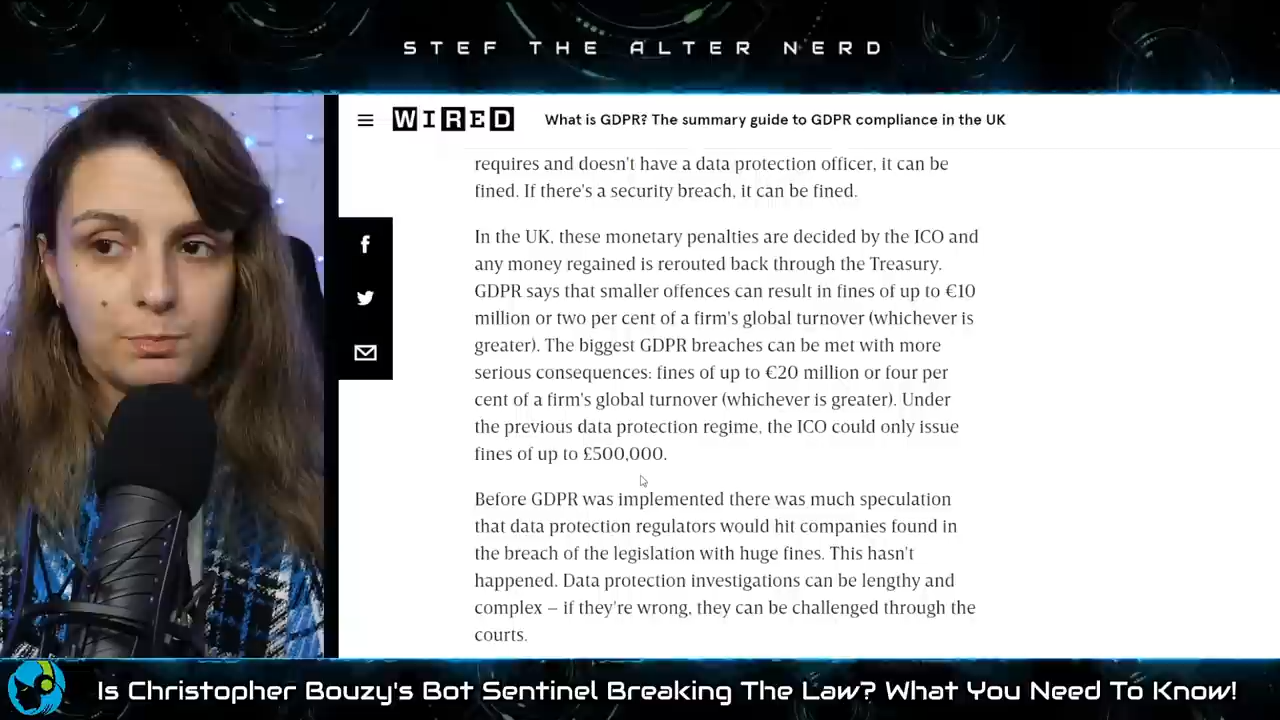 STEF THE ALTER NERD
WIRED
What is GDPR? The summary guide to GDPR compliance in the UK
requires and doesn't have a data protection officer, it can be
fined. If there's a security breach, it can be fined.
In the UK, these monetary penalties are decided by the ICO and
any money regained is rerouted back through the Treasury.
GDPR says that smaller offences can result in fines of up to €10
million or two per cent of a firm's global turnover (whichever is
greater). The biggest GDPR breaches can be met with more
serious consequences: fines of up to €20 million or four per
cent of a firm's global turnover (whichever is greater). Under
the previous data protection regime, the ICO could only issue
fines of up to £500,000.
Before GDPR was implemented there was much speculation
that data protection regulators would hit companies found in
the breach of the legislation with huge fines. This hasn't
happened. Data protection investigations can be lengthy and
complex – if they're wrong, they can be challenged through the
courts.
Is Christopher Bouzy's Bot Sentinel Breaking The Law? What You Need To Know!